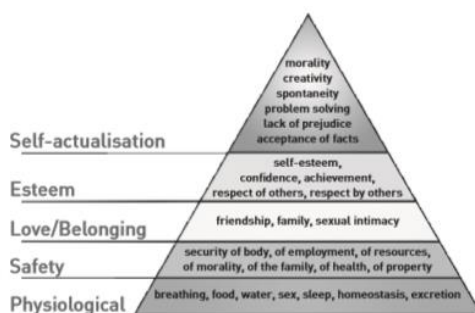 morality
creativity
spontaneity
problem solving
lack of prejudice
acceptance of facts
Self-actualisation
self-esteem,
confidence, achievement,
respect of others, respect by others
Esteem
friendship, family, sexual intimacy
Love/Belonging
security of body, of employment, of resources,
of morality, of the family, of health, of property
Safety
breathing, food, water, sex, sleep, homeostasis, excretion
Physiological